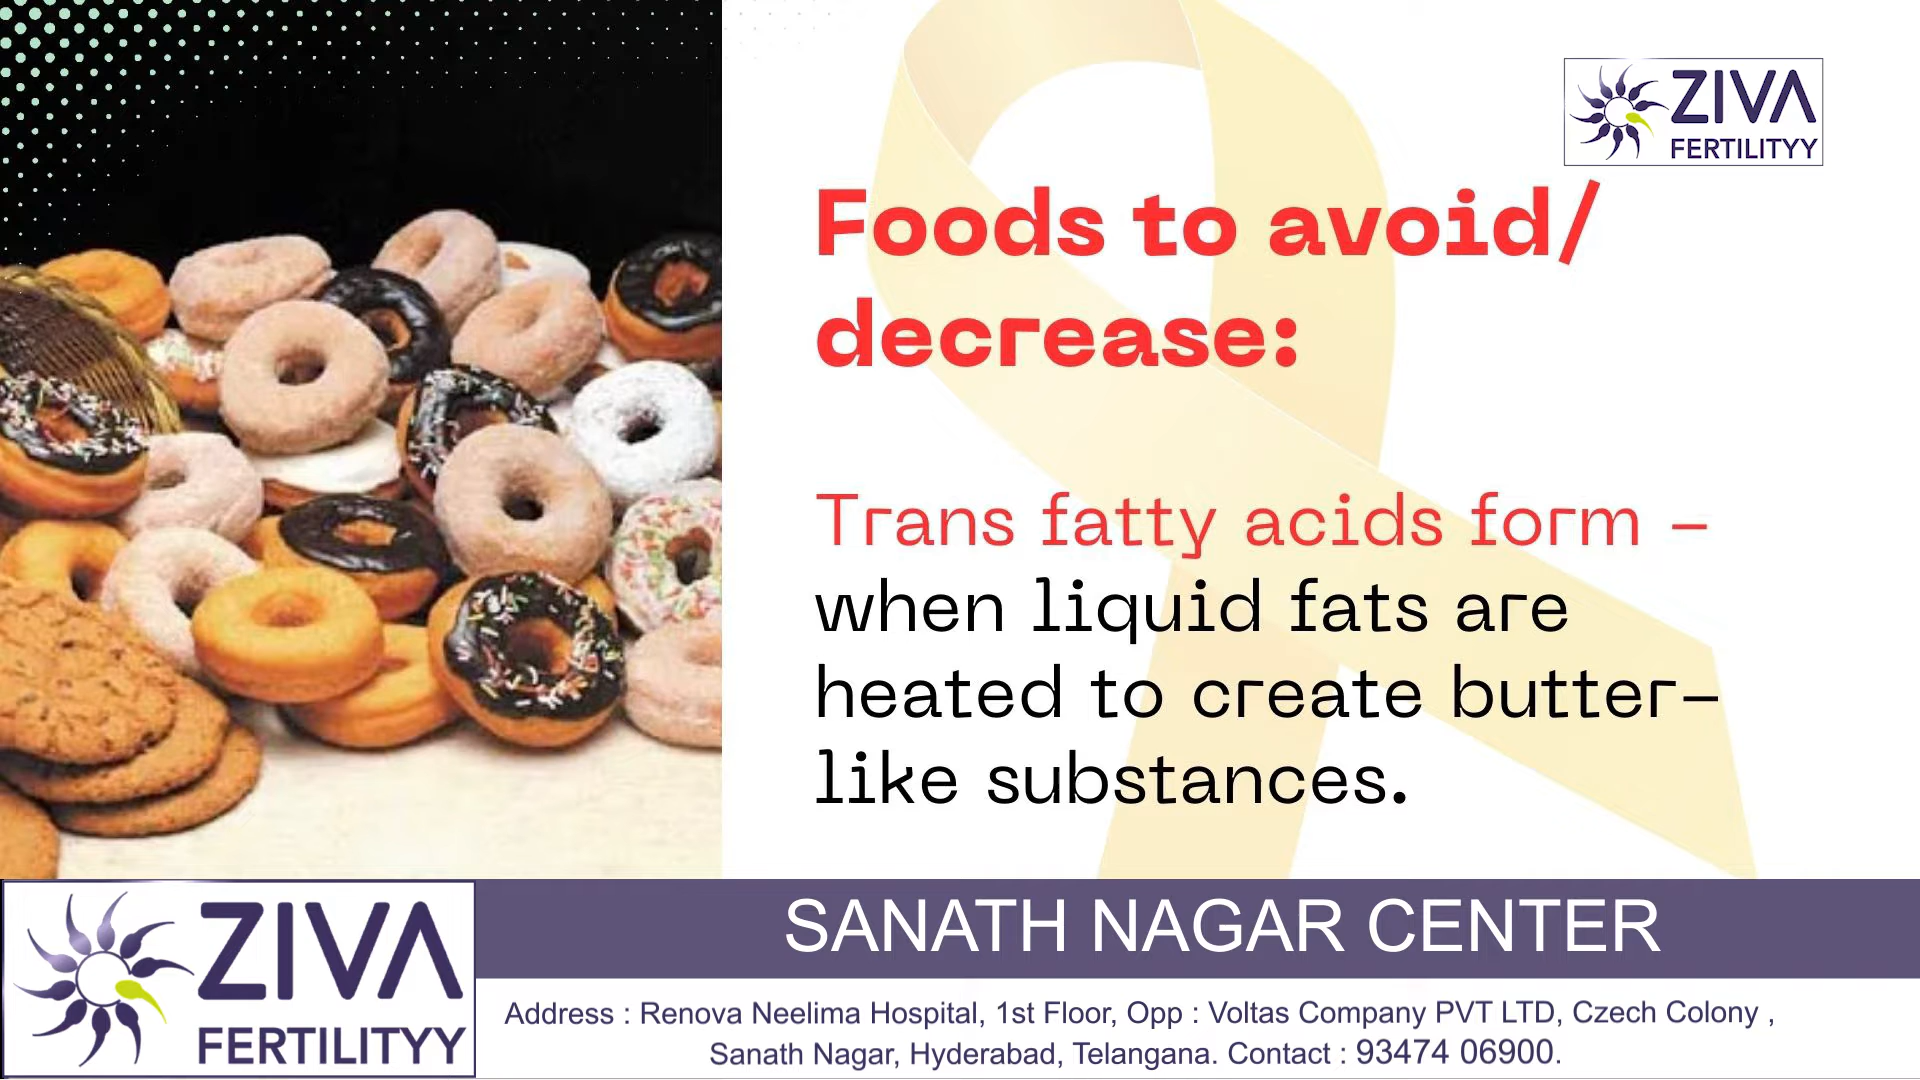 ZIVA
FERTILITYY
Foods to avoid/
decrease:
Trans fatty acids form –
when liquid fats are
heated to create butter-
like substances.
ZIVA
FERTILITYY
SANATH NAGAR CENTER
Address : Renova Neelima Hospital, 1st Floor, Opp : Voltas Company PVT LTD, Czech Colony ,
Sanath Nagar, Hyderabad, Telangana. Contact : 93474 06900.